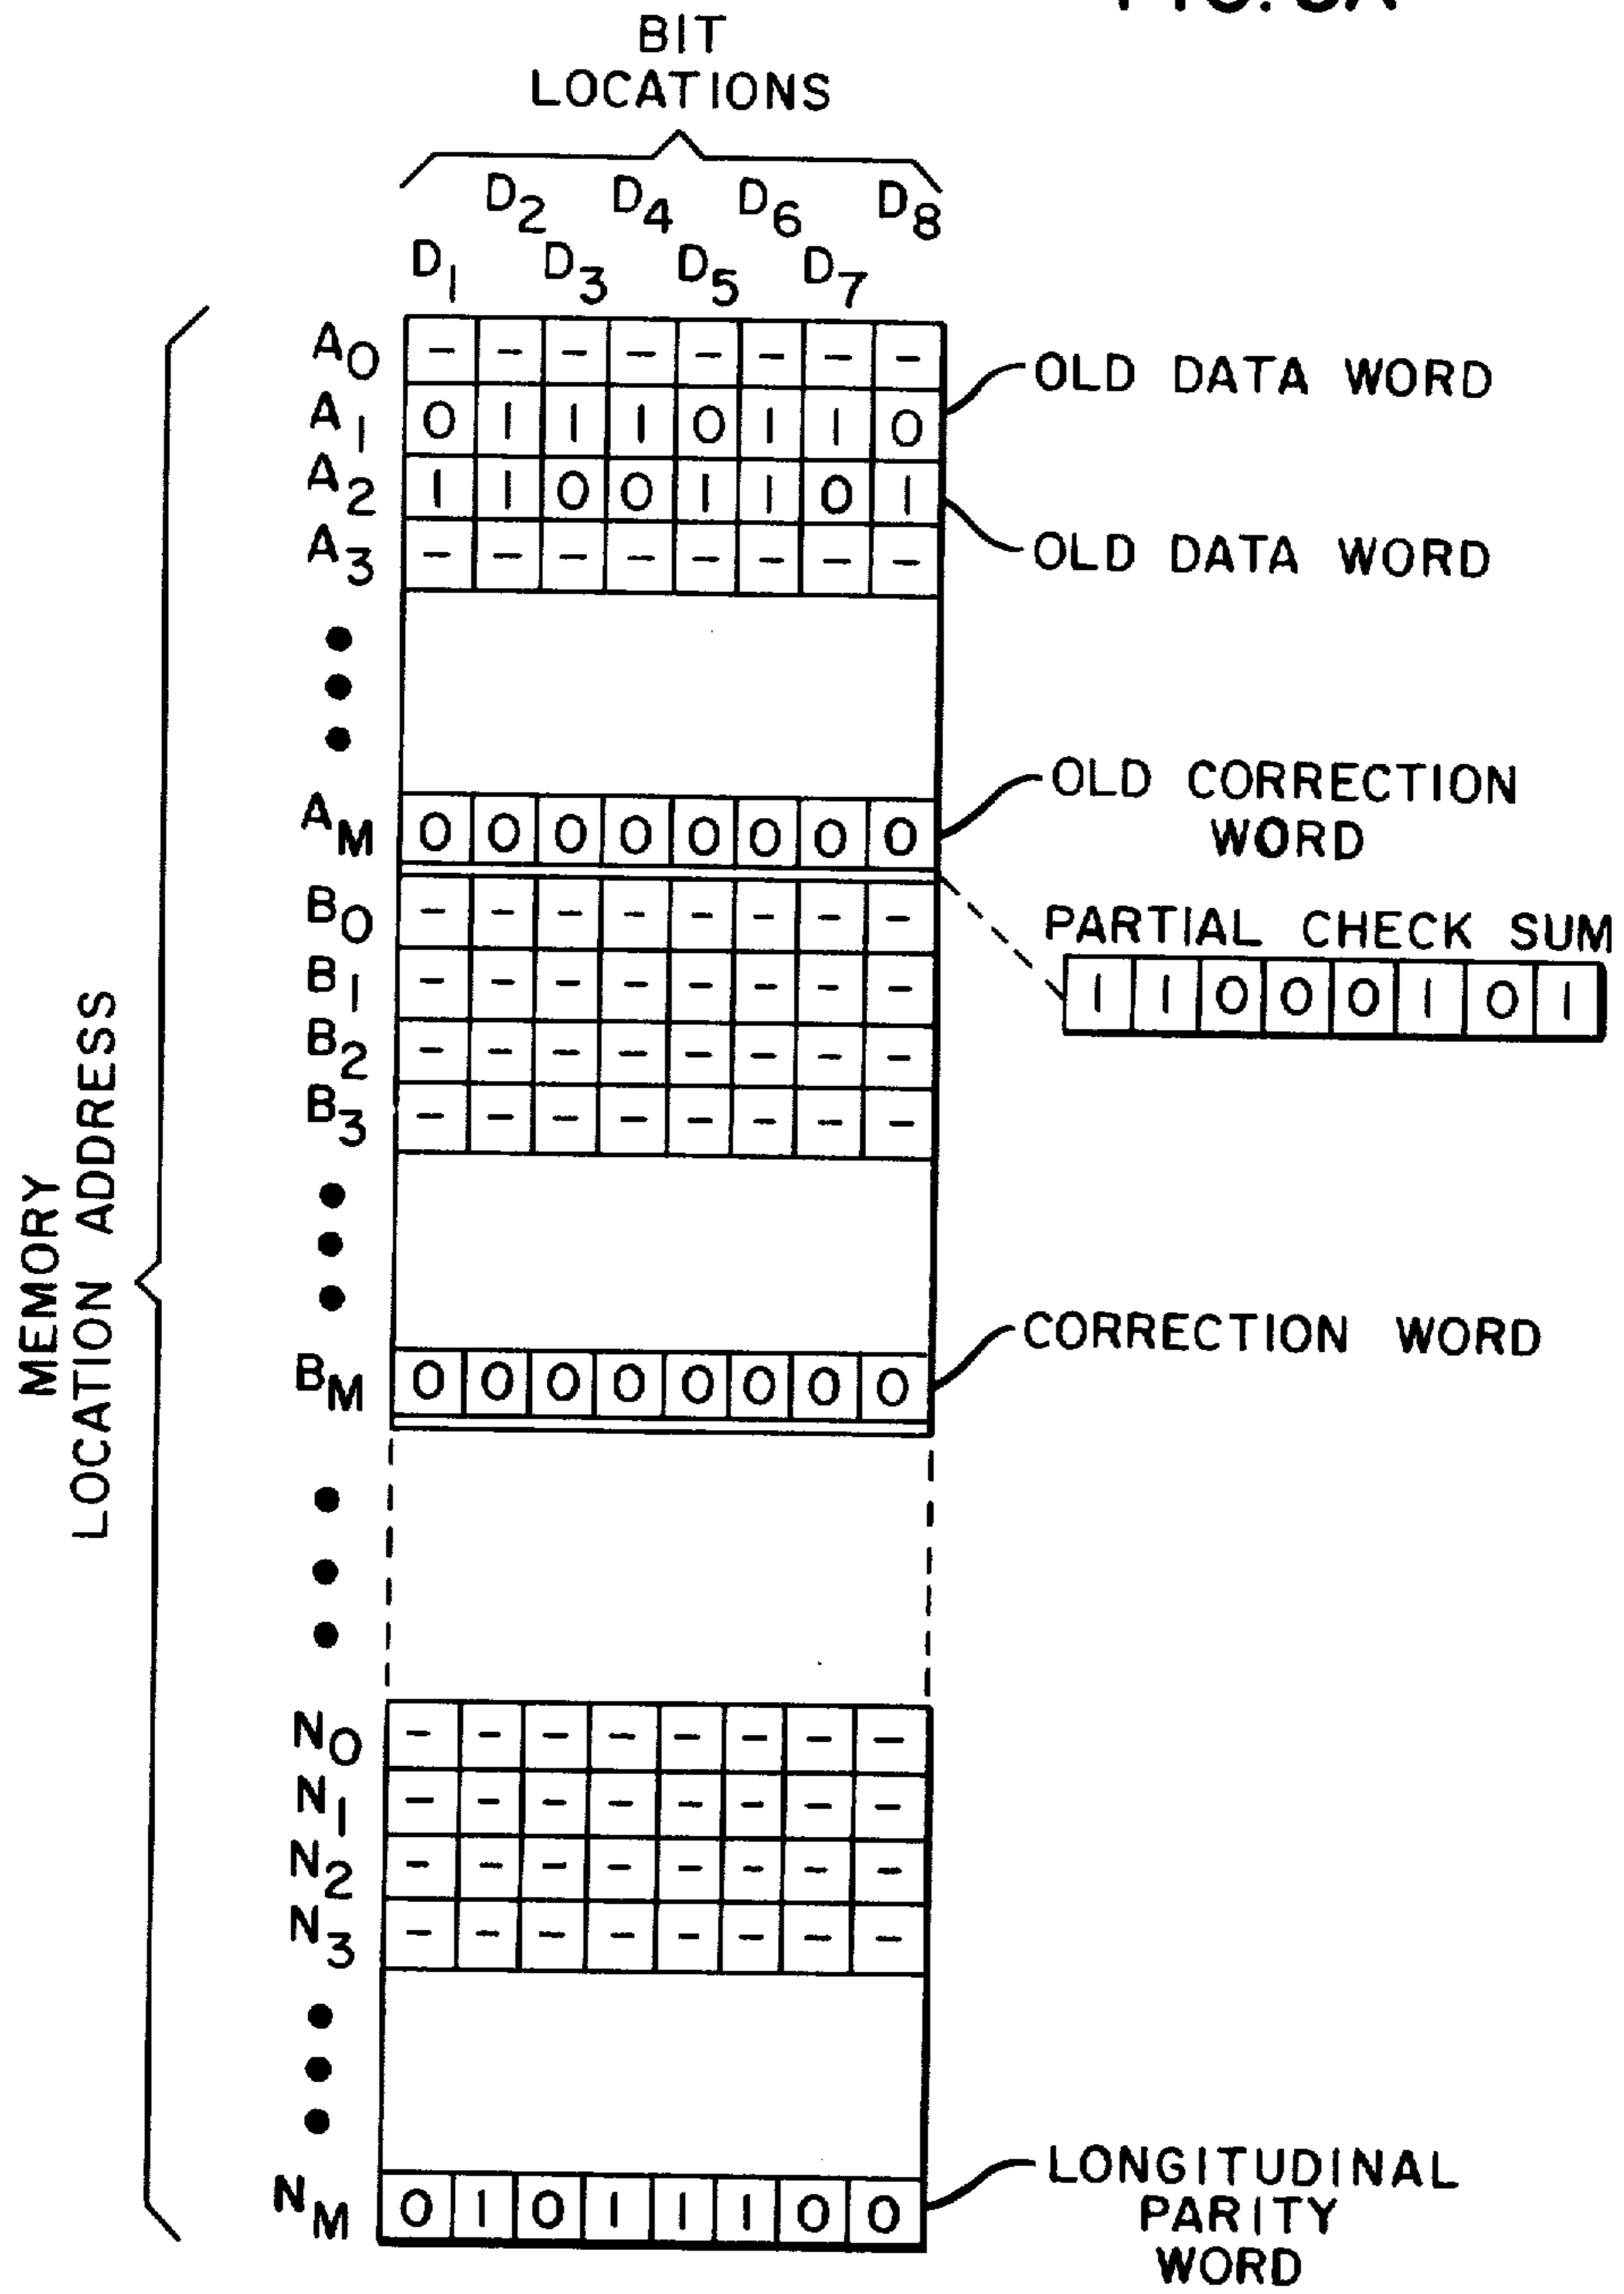 BIT
LOCATIONS
D2 D4 D6 D8
D1 D3 D5 D7
A0 - - - - - - - -
OLD DATA WORD
A1 0 1 1 1 0 1 1 0
A2 1 1 0 0 1 1 0 1
A3 - - - - - - - -
OLD DATA WORD
OLD CORRECTION
WORD
AM 0 0 0 0 0 0 0 0
B0 - - - - - - - -
PARTIAL CHECK SUM
1 1 0 0 0 1 0 1
B1 - - - - - - - -
B2 - - - - - - - -
B3 - - - - - - - -
MEMORY
LOCATION ADDRESS
CORRECTION WORD
BM 0 0 0 0 0 0 0 0
N0 - - - - - - - -
N1 - - - - - - - -
N2 - - - - - - - -
N3 - - - - - - - -
NM 0 1 0 1 1 1 0 0
LONGITUDINAL
PARITY
WORD